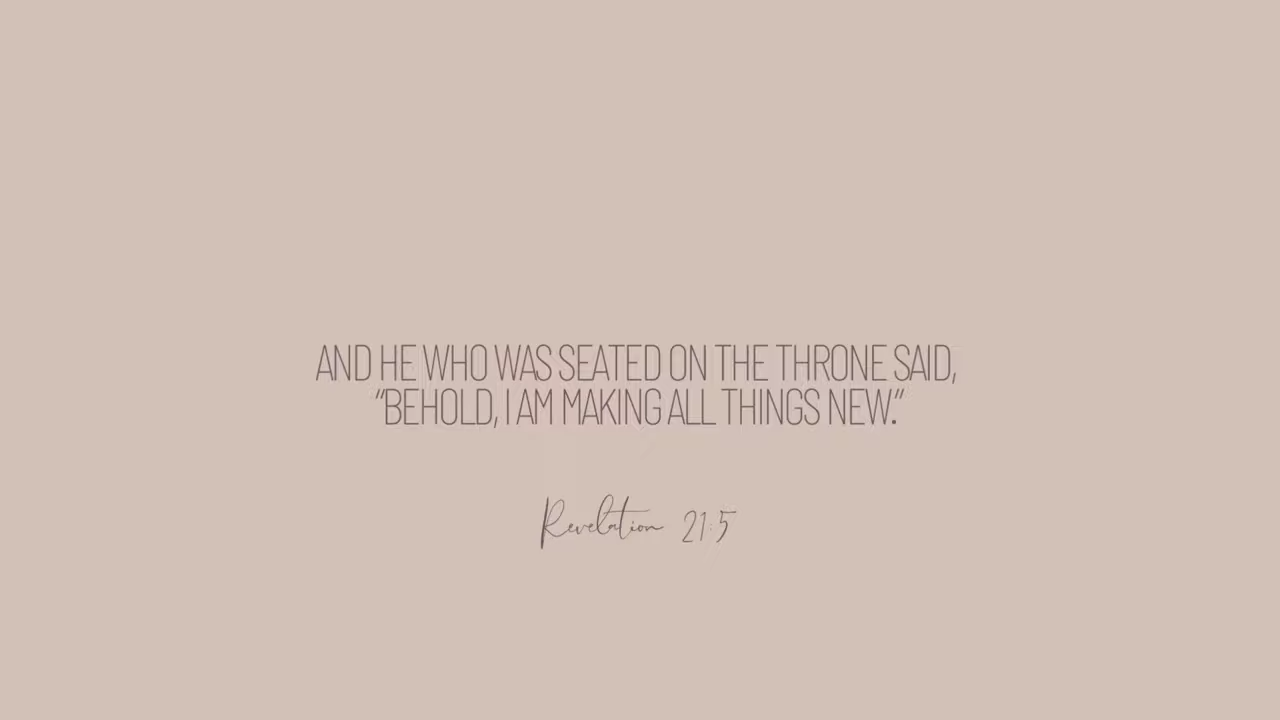 AND HE WHO WAS SEATED ON THE THRONE SAID,
“BEHOLD, I AM MAKING ALL THINGS NEW.”
Revelation 21:5